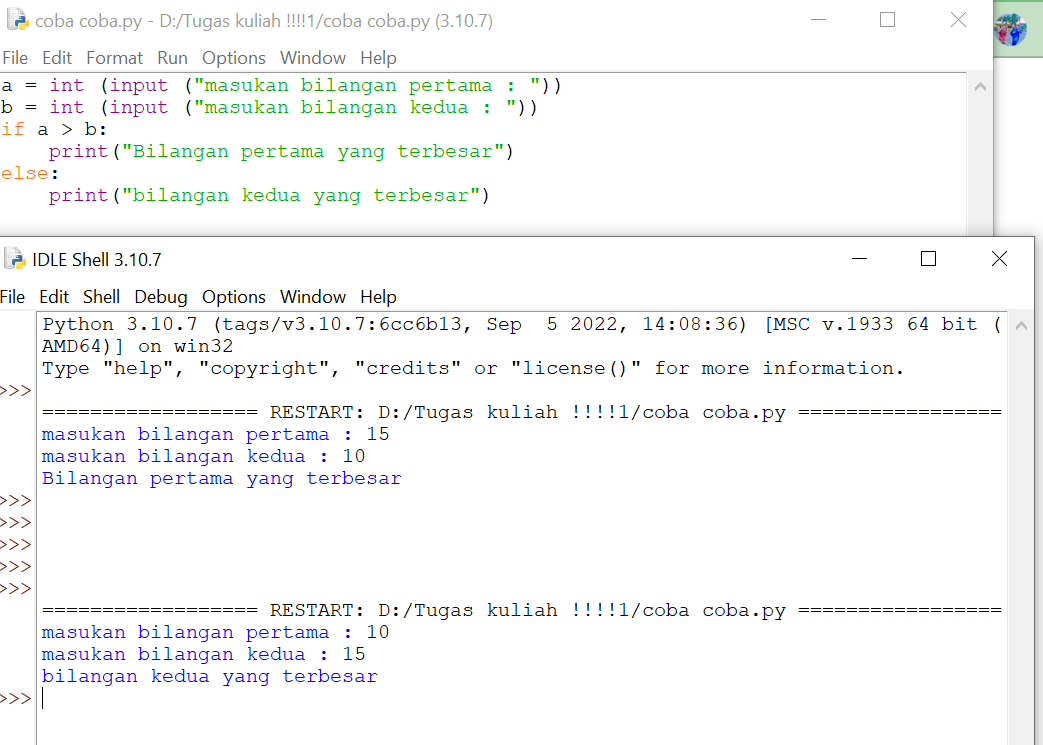 coba coba.py - D:/Tugas kuliah !!!!1/coba coba.py (3.10.7)
File Edit Format Run Options Window Help
a = int (input ("masukan bilangan pertama : "))
b = int (input ("masukan bilangan kedua : "))
if a > b:
    print("Bilangan pertama yang terbesar")
else:
    print("bilangan kedua yang terbesar")
IDLE Shell 3.10.7
File Edit Shell Debug Options Window Help
Python 3.10.7 (tags/v3.10.7:6cc6b13, Sep  5 2022, 14:08:36) [MSC v.1933 64 bit (
AMD64)] on win32
Type "help", "copyright", "credits" or "license()" for more information.
>>>
================== RESTART: D:/Tugas kuliah !!!!1/coba coba.py =================
masukan bilangan pertama : 15
masukan bilangan kedua : 10
Bilangan pertama yang terbesar
>>>
>>>
>>>
>>>
>>>
================== RESTART: D:/Tugas kuliah !!!!1/coba coba.py =================
masukan bilangan pertama : 10
masukan bilangan kedua : 15
bilangan kedua yang terbesar
>>>